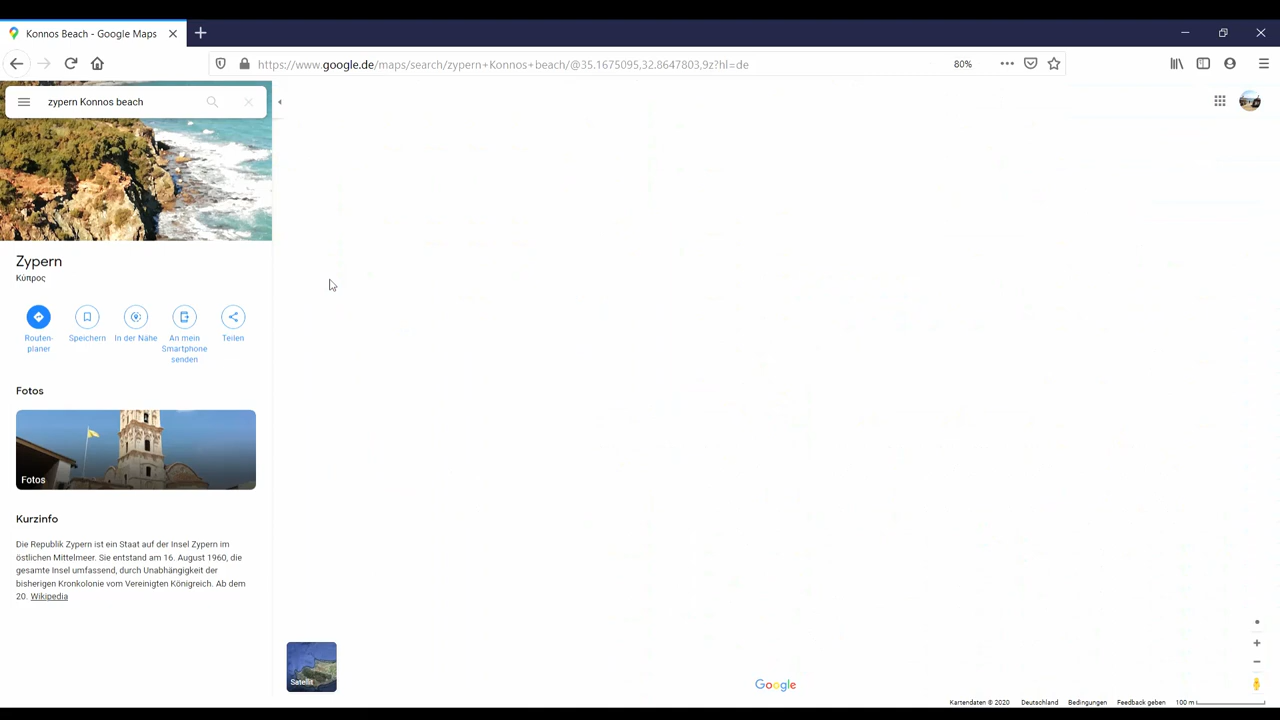 Konnos Beach - Google Maps
https://www.google.de/maps/search/zypern+Konnos+beach/@35.1675095,32.8647803,9z?hl=de
80%
zypern Konnos beach
Zypern
Κύπρος
Routen-
planer
Speichern
In der Nähe
An mein
Smartphone
senden
Teilen
Fotos
Fotos
Kurzinfo
Die Republik Zypern ist ein Staat auf der Insel Zypern im
östlichen Mittelmeer. Sie entstand am 16. August 1960, die
gesamte Insel umfassend, durch Unabhängigkeit der
bisherigen Kronkolonie vom Vereinigten Königreich. Ab dem
20. Wikipedia
Satellit
Google
Kartendaten © 2020 Deutschland Bedingungen Feedback geben 100 m